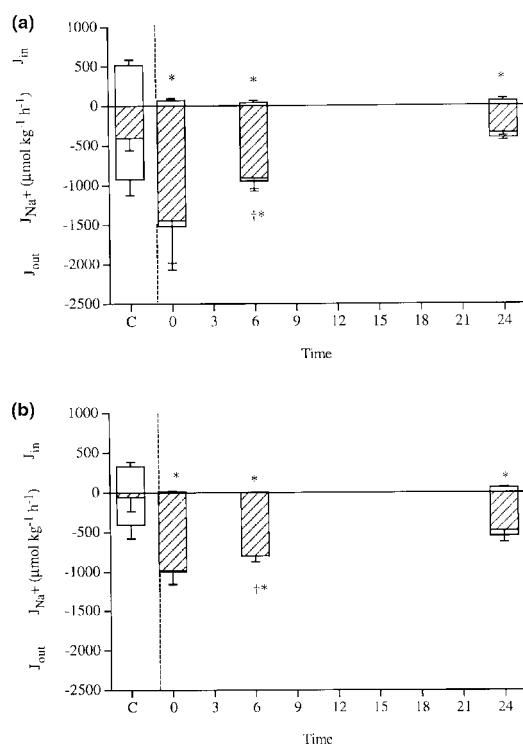 (a)
1000
500
0
-500
-1000
-1500
-2000
-2500
J_in
J_Na+ (μmol kg⁻¹ h⁻¹)
J_out
* * *
†*
C 0 3 6 9 12 15 18 21 24
Time
(b)
1000
500
0
-500
-1000
-1500
-2000
-2500
J_in
J_Na+ (μmol kg⁻¹ h⁻¹)
J_out
* * *
†*
C 0 3 6 9 12 15 18 21 24
Time